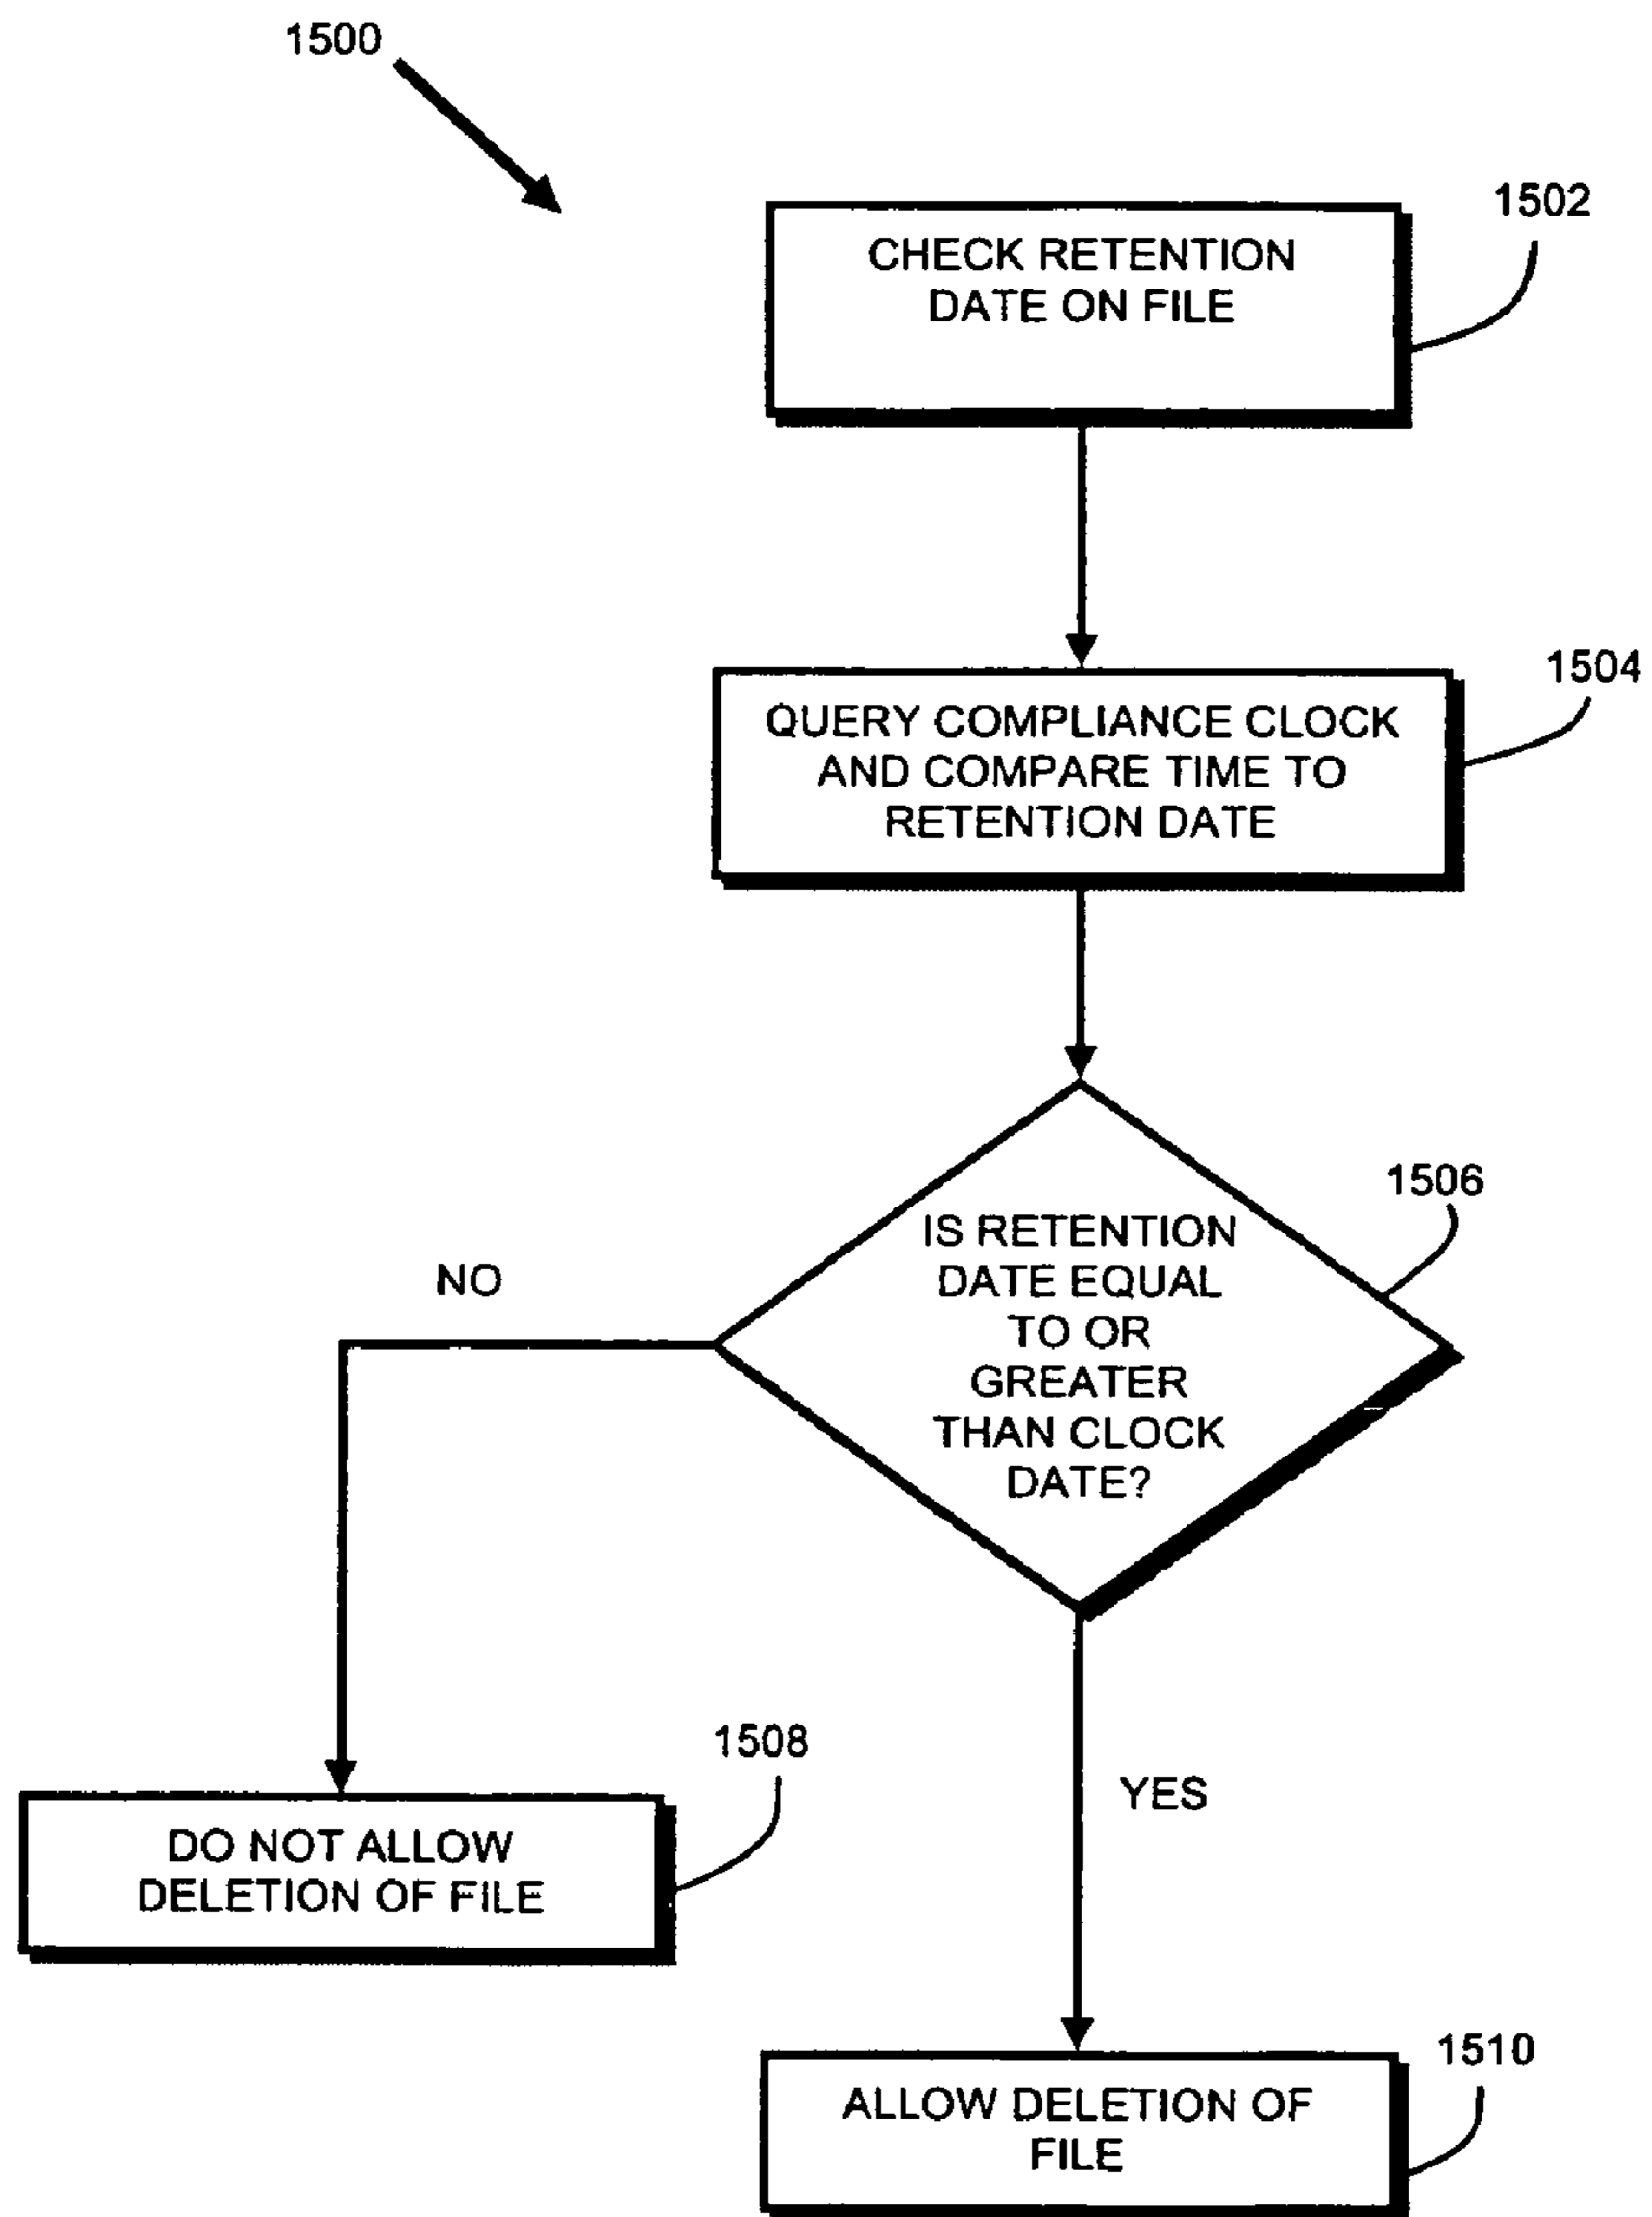 1500
1502
CHECK RETENTION
DATE ON FILE
1504
QUERY COMPLIANCE CLOCK
AND COMPARE TIME TO
RETENTION DATE
1506
IS RETENTION
DATE EQUAL
TO OR
GREATER
THAN CLOCK
DATE?
NO
1508
YES
DO NOT ALLOW
DELETION OF FILE
1510
ALLOW DELETION OF
FILE